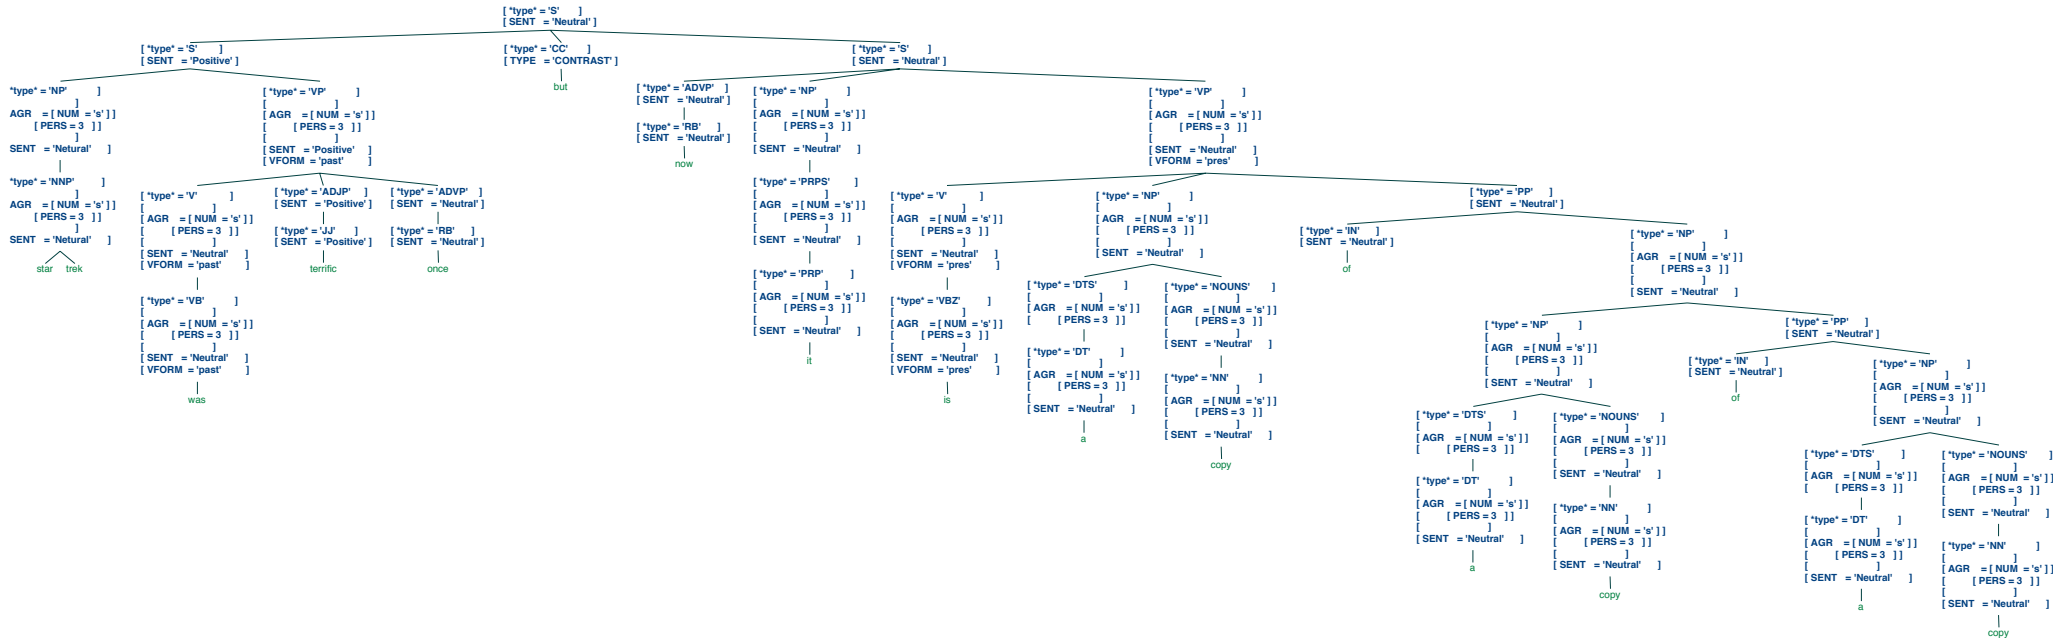 [ *type* = 'S' ]
[ SENT = 'Neutral' ]
[ *type* = 'S' ]
[ SENT = 'Positive' ]
*type* = 'NP' ]
]
AGR = [ NUM = 's' ] ]
[ PERS = 3 ] ]
]
SENT = 'Netural' ]
*type* = 'NNP' ]
]
AGR = [ NUM = 's' ] ]
[ PERS = 3 ] ]
]
SENT = 'Netural' ]
star trek
[ *type* = 'VP' ]
[ ]
[ AGR = [ NUM = 's' ] ]
[ [ PERS = 3 ] ]
[ ]
[ SENT = 'Positive' ]
[ VFORM = 'past' ]
[ *type* = 'V' ]
[ ]
[ AGR = [ NUM = 's' ] ]
[ [ PERS = 3 ] ]
[ ]
[ SENT = 'Neutral' ]
[ VFORM = 'past' ]
[ *type* = 'VB' ]
[ ]
[ AGR = [ NUM = 's' ] ]
[ [ PERS = 3 ] ]
[ ]
[ SENT = 'Neutral' ]
[ VFORM = 'past' ]
was
[ *type* = 'ADJP' ]
[ SENT = 'Positive' ]
[ *type* = 'JJ' ]
[ SENT = 'Positive' ]
terrific
[ *type* = 'ADVP' ]
[ SENT = 'Neutral' ]
[ *type* = 'RB' ]
[ SENT = 'Neutral' ]
once
[ *type* = 'CC' ]
[ TYPE = 'CONTRAST' ]
but
[ *type* = 'S' ]
[ SENT = 'Neutral' ]
[ *type* = 'ADVP' ]
[ SENT = 'Neutral' ]
[ *type* = 'RB' ]
[ SENT = 'Neutral' ]
now
[ *type* = 'NP' ]
[ ]
[ AGR = [ NUM = 's' ] ]
[ [ PERS = 3 ] ]
[ ]
[ SENT = 'Neutral' ]
[ *type* = 'PRPS' ]
[ ]
[ AGR = [ NUM = 's' ] ]
[ [ PERS = 3 ] ]
[ ]
[ SENT = 'Neutral' ]
[ *type* = 'PRP' ]
[ ]
[ AGR = [ NUM = 's' ] ]
[ [ PERS = 3 ] ]
[ ]
[ SENT = 'Neutral' ]
it
[ *type* = 'VP' ]
[ ]
[ AGR = [ NUM = 's' ] ]
[ [ PERS = 3 ] ]
[ ]
[ SENT = 'Neutral' ]
[ VFORM = 'pres' ]
[ *type* = 'V' ]
[ ]
[ AGR = [ NUM = 's' ] ]
[ [ PERS = 3 ] ]
[ ]
[ SENT = 'Neutral' ]
[ VFORM = 'pres' ]
[ *type* = 'VBZ' ]
[ ]
[ AGR = [ NUM = 's' ] ]
[ [ PERS = 3 ] ]
[ ]
[ SENT = 'Neutral' ]
[ VFORM = 'pres' ]
is
[ *type* = 'NP' ]
[ ]
[ AGR = [ NUM = 's' ] ]
[ [ PERS = 3 ] ]
[ ]
[ SENT = 'Neutral' ]
[ *type* = 'DTS' ]
[ ]
[ AGR = [ NUM = 's' ] ]
[ [ PERS = 3 ] ]
[ *type* = 'DT' ]
[ ]
[ AGR = [ NUM = 's' ] ]
[ [ PERS = 3 ] ]
[ ]
[ SENT = 'Neutral' ]
a
[ *type* = 'NOUNS' ]
[ ]
[ AGR = [ NUM = 's' ] ]
[ [ PERS = 3 ] ]
[ ]
[ SENT = 'Neutral' ]
[ *type* = 'NN' ]
[ ]
[ AGR = [ NUM = 's' ] ]
[ [ PERS = 3 ] ]
[ ]
[ SENT = 'Neutral' ]
copy
[ *type* = 'PP' ]
[ SENT = 'Neutral' ]
[ *type* = 'IN' ]
[ SENT = 'Neutral' ]
of
[ *type* = 'NP' ]
[ ]
[ AGR = [ NUM = 's' ] ]
[ [ PERS = 3 ] ]
[ ]
[ SENT = 'Neutral' ]
[ *type* = 'NP' ]
[ ]
[ AGR = [ NUM = 's' ] ]
[ [ PERS = 3 ] ]
[ ]
[ SENT = 'Neutral' ]
[ *type* = 'DTS' ]
[ ]
[ AGR = [ NUM = 's' ] ]
[ [ PERS = 3 ] ]
[ *type* = 'DT' ]
[ ]
[ AGR = [ NUM = 's' ] ]
[ [ PERS = 3 ] ]
[ ]
[ SENT = 'Neutral' ]
a
[ *type* = 'NOUNS' ]
[ ]
[ AGR = [ NUM = 's' ] ]
[ [ PERS = 3 ] ]
[ ]
[ SENT = 'Neutral' ]
[ *type* = 'NN' ]
[ ]
[ AGR = [ NUM = 's' ] ]
[ [ PERS = 3 ] ]
[ ]
[ SENT = 'Neutral' ]
copy
[ *type* = 'PP' ]
[ SENT = 'Neutral' ]
[ *type* = 'IN' ]
[ SENT = 'Neutral' ]
of
[ *type* = 'NP' ]
[ ]
[ AGR = [ NUM = 's' ] ]
[ [ PERS = 3 ] ]
[ ]
[ SENT = 'Neutral' ]
[ *type* = 'DTS' ]
[ ]
[ AGR = [ NUM = 's' ] ]
[ [ PERS = 3 ] ]
[ *type* = 'DT' ]
[ ]
[ AGR = [ NUM = 's' ] ]
[ [ PERS = 3 ] ]
[ ]
[ SENT = 'Neutral' ]
a
[ *type* = 'NOUNS' ]
[ ]
[ AGR = [ NUM = 's' ] ]
[ [ PERS = 3 ] ]
[ ]
[ SENT = 'Neutral' ]
[ *type* = 'NN' ]
[ ]
[ AGR = [ NUM = 's' ] ]
[ [ PERS = 3 ] ]
[ ]
[ SENT = 'Neutral' ]
copy